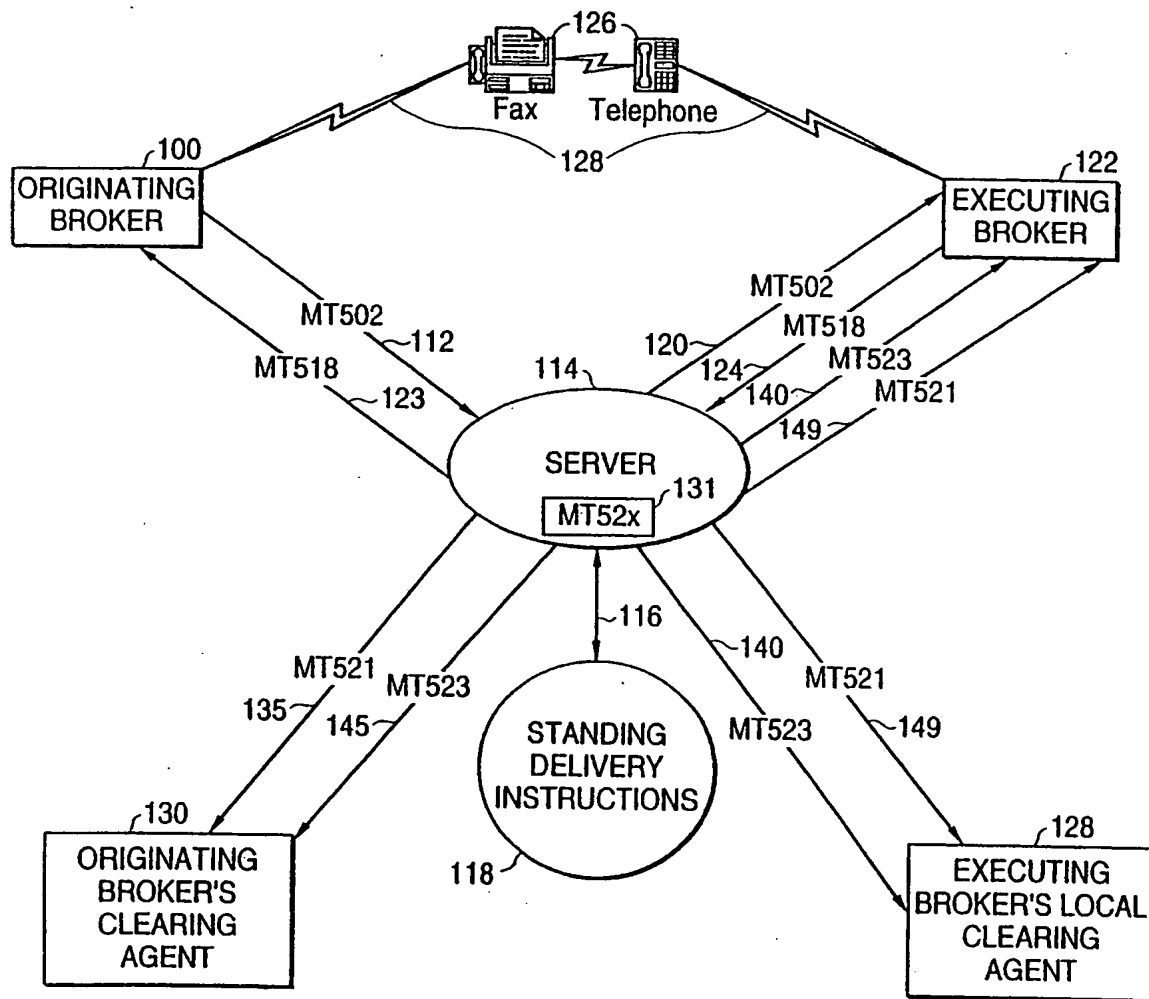 126
Fax
Telephone
128
100
ORIGINATING
BROKER
122
EXECUTING
BROKER
MT502
112
MT518
123
MT502
120
MT518
124
MT523
140
MT521
149
114
SERVER
131
MT52x
116
MT521
135
MT523
145
140
MT523
MT521
149
STANDING
DELIVERY
INSTRUCTIONS
118
130
ORIGINATING
BROKER'S
CLEARING
AGENT
128
EXECUTING
BROKER'S LOCAL
CLEARING
AGENT